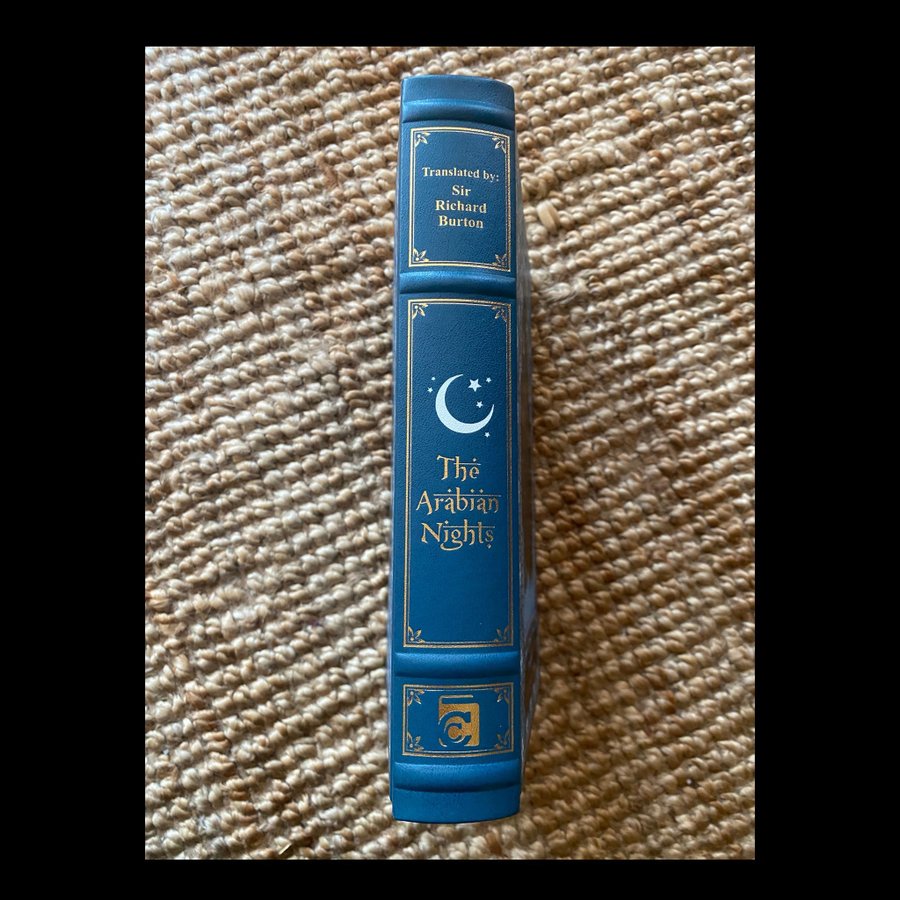 Translated by:
Sir
Richard
Burton
The
Arabian
Nights